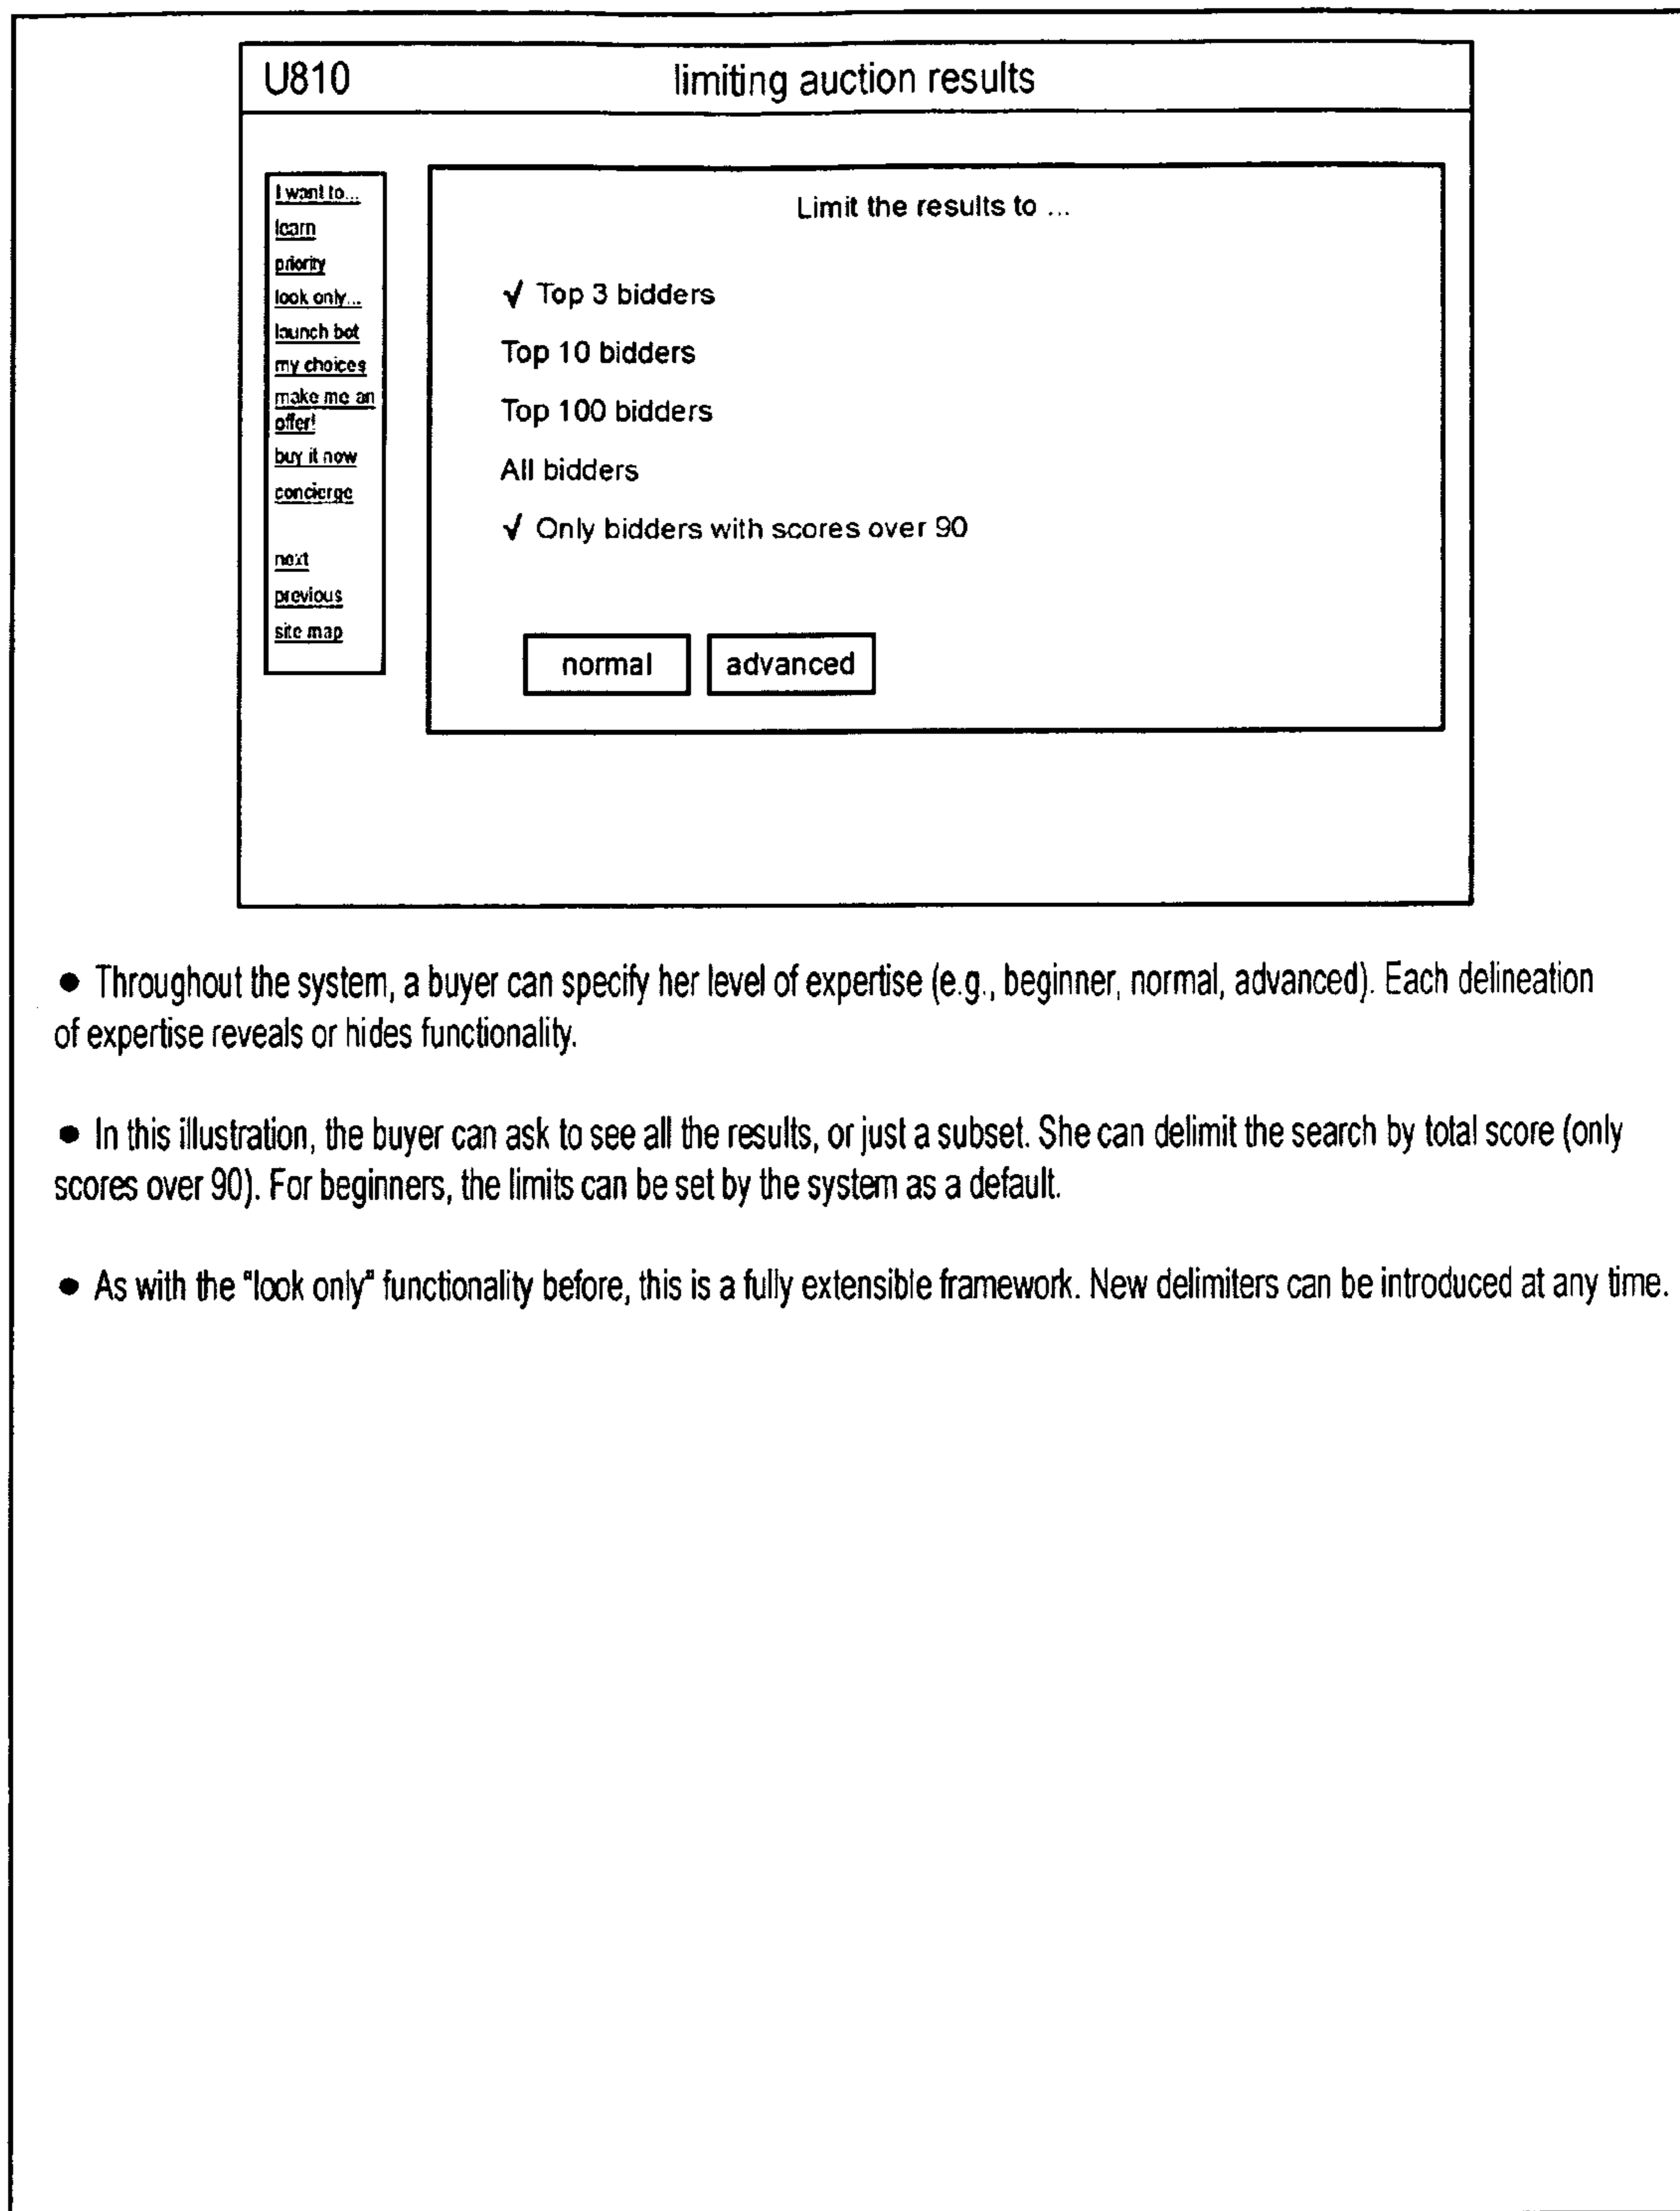 U810 limiting auction results
I want to...
learn
priority
look only...
launch bot
my choices
make me an
offer!
buy it now
concierge
next
previous
site map
Limit the results to ...
√ Top 3 bidders
Top 10 bidders
Top 100 bidders
All bidders
√ Only bidders with scores over 90
normal advanced
● Throughout the system, a buyer can specify her level of expertise (e.g., beginner, normal, advanced). Each delineation
of expertise reveals or hides functionality.
● In this illustration, the buyer can ask to see all the results, or just a subset. She can delimit the search by total score (only
scores over 90). For beginners, the limits can be set by the system as a default.
● As with the "look only" functionality before, this is a fully extensible framework. New delimiters can be introduced at any time.